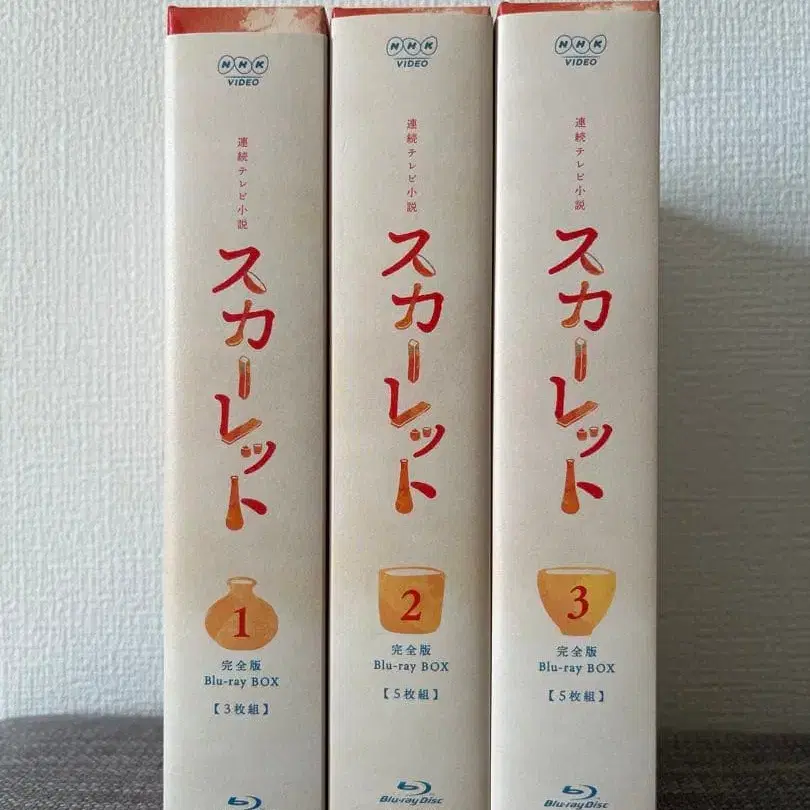 NHK
VIDEO
連続テレビ小説
スカーレット
1
完全版
Blu-ray BOX
【3枚組】
NHK
VIDEO
連続テレビ小説
スカーレット
2
完全版
Blu-ray BOX
【5枚組】
Blu-ray Disc
NHK
VIDEO
連続テレビ小説
スカーレット
3
完全版
Blu-ray BOX
【5枚組】
Blu-ray Disc